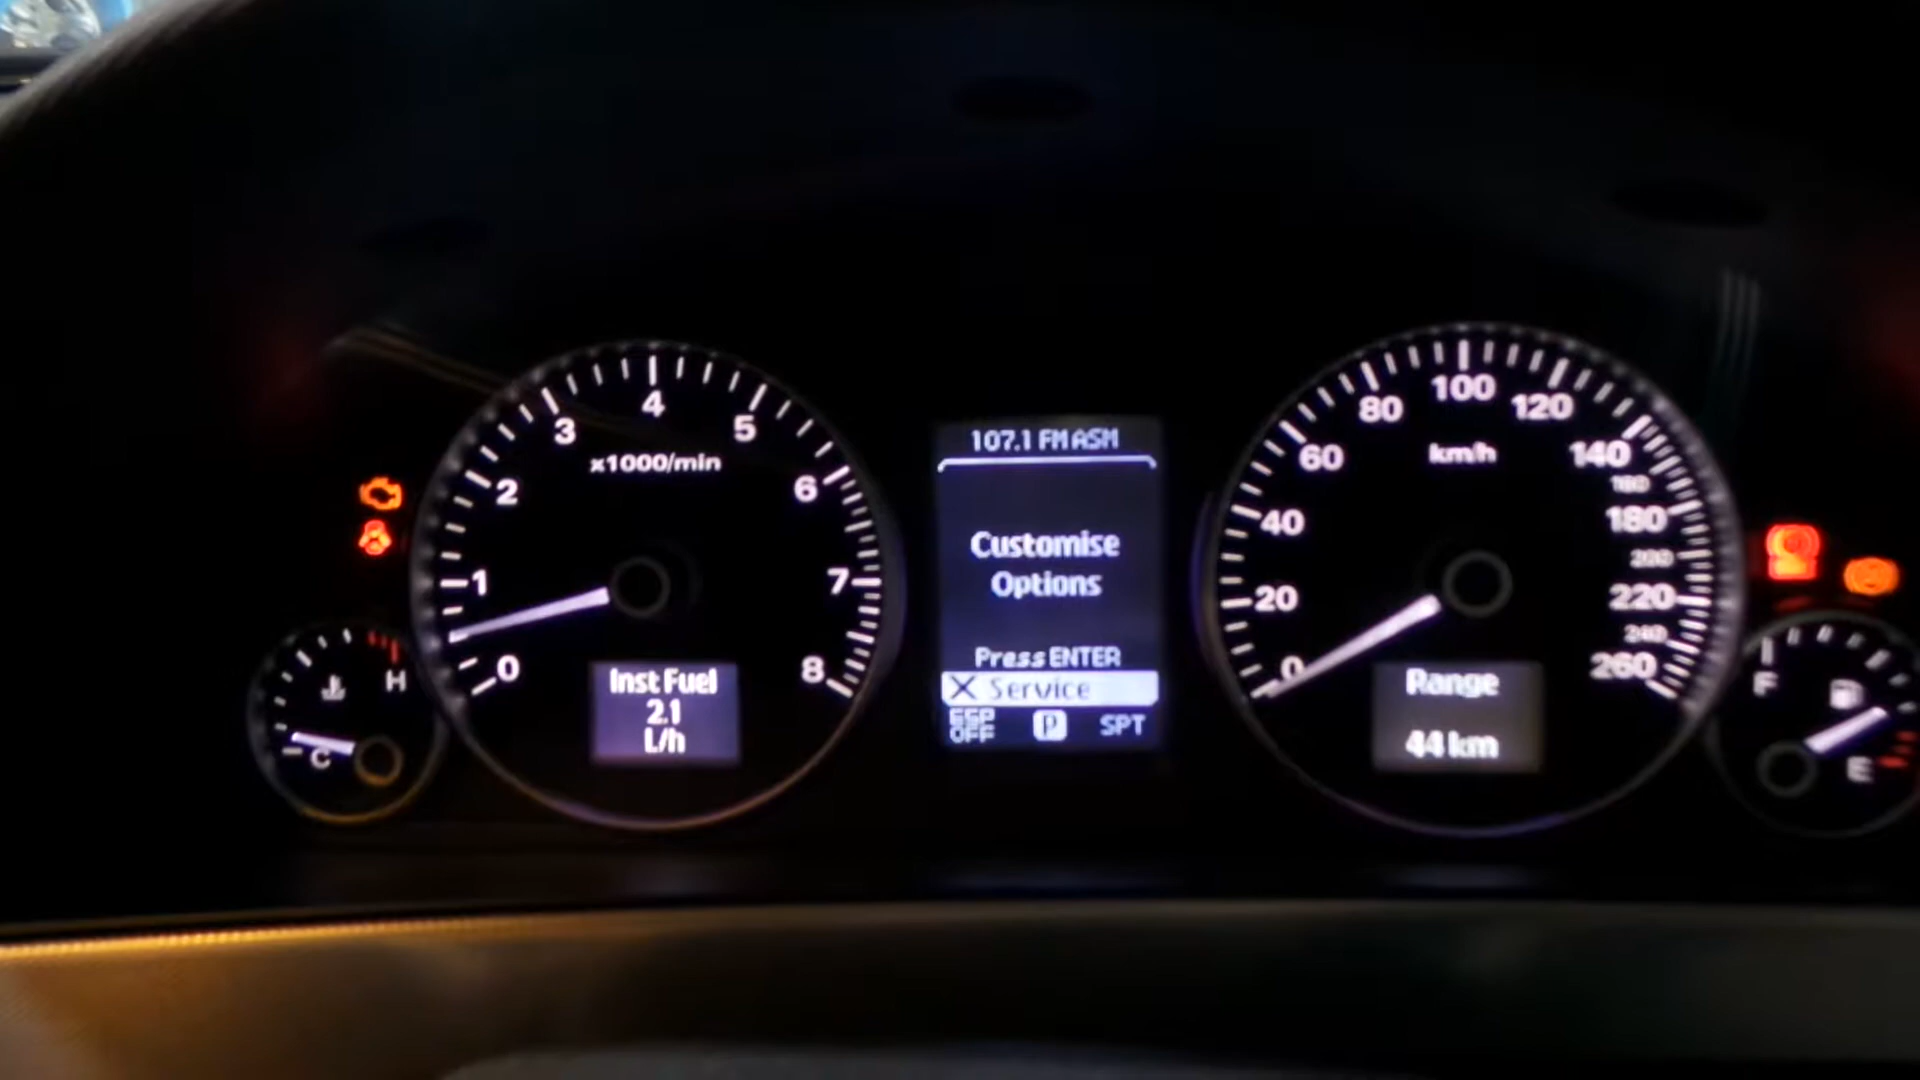 0
1
2
3
4
5
6
7
8
x1000/min
Inst Fuel
2.1
L/h
C
H
107.1 FM ASM
Customise
Options
Press ENTER
X Service
ESP
OFF
P
SPT
0
20
40
60
80
100
120
140
160
180
200
220
240
260
km/h
Range
44 km
F
E